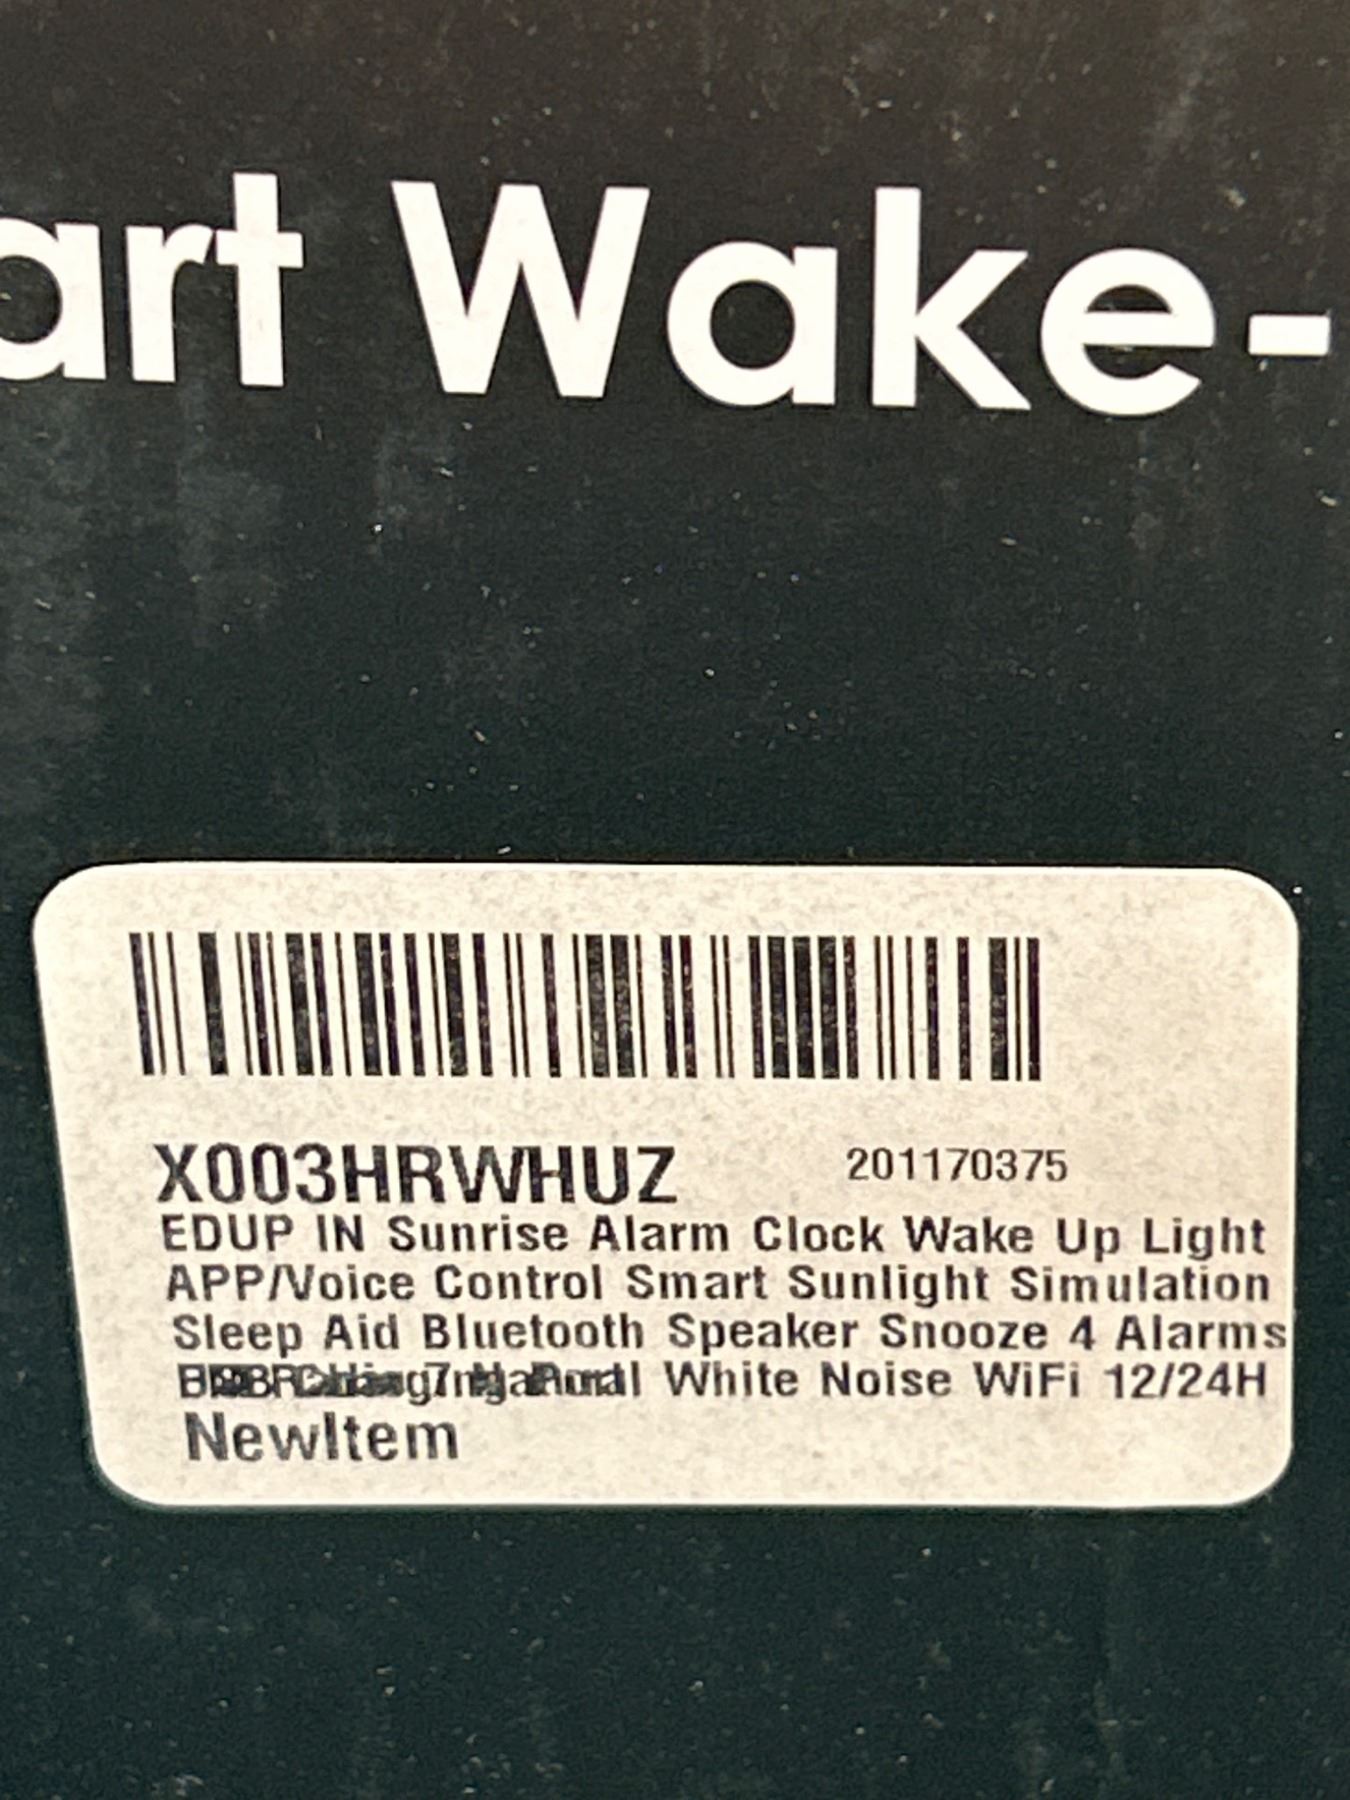 art Wake-
X003HRWHUZ 201170375
EDUP IN Sunrise Alarm Clock Wake Up Light
APP/Voice Control Smart Sunlight Simulation
Sleep Aid Bluetooth Speaker Snooze 4 Alarms
White Noise WiFi 12/24H
NewItem